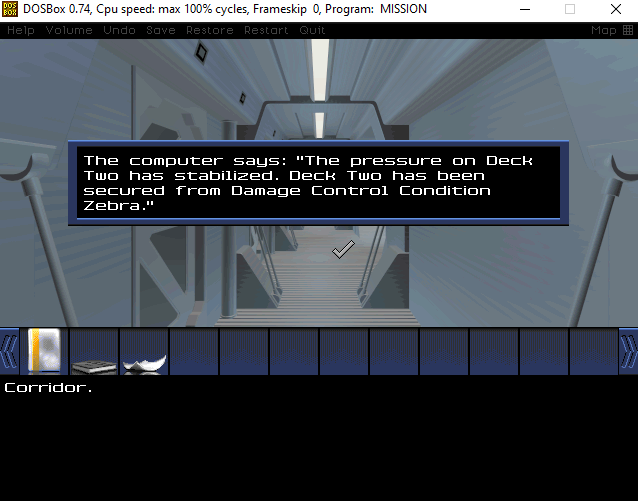 DOS
BOX
DOSBox 0.74, Cpu speed: max 100% cycles, Frameskip  0, Program:  MISSION
Help Volume Undo Save Restore Restart Quit Map
The computer says: "The pressure on Deck
Two has stabilized. Deck Two has been
secured from Damage Control Condition
Zebra."
Corridor.